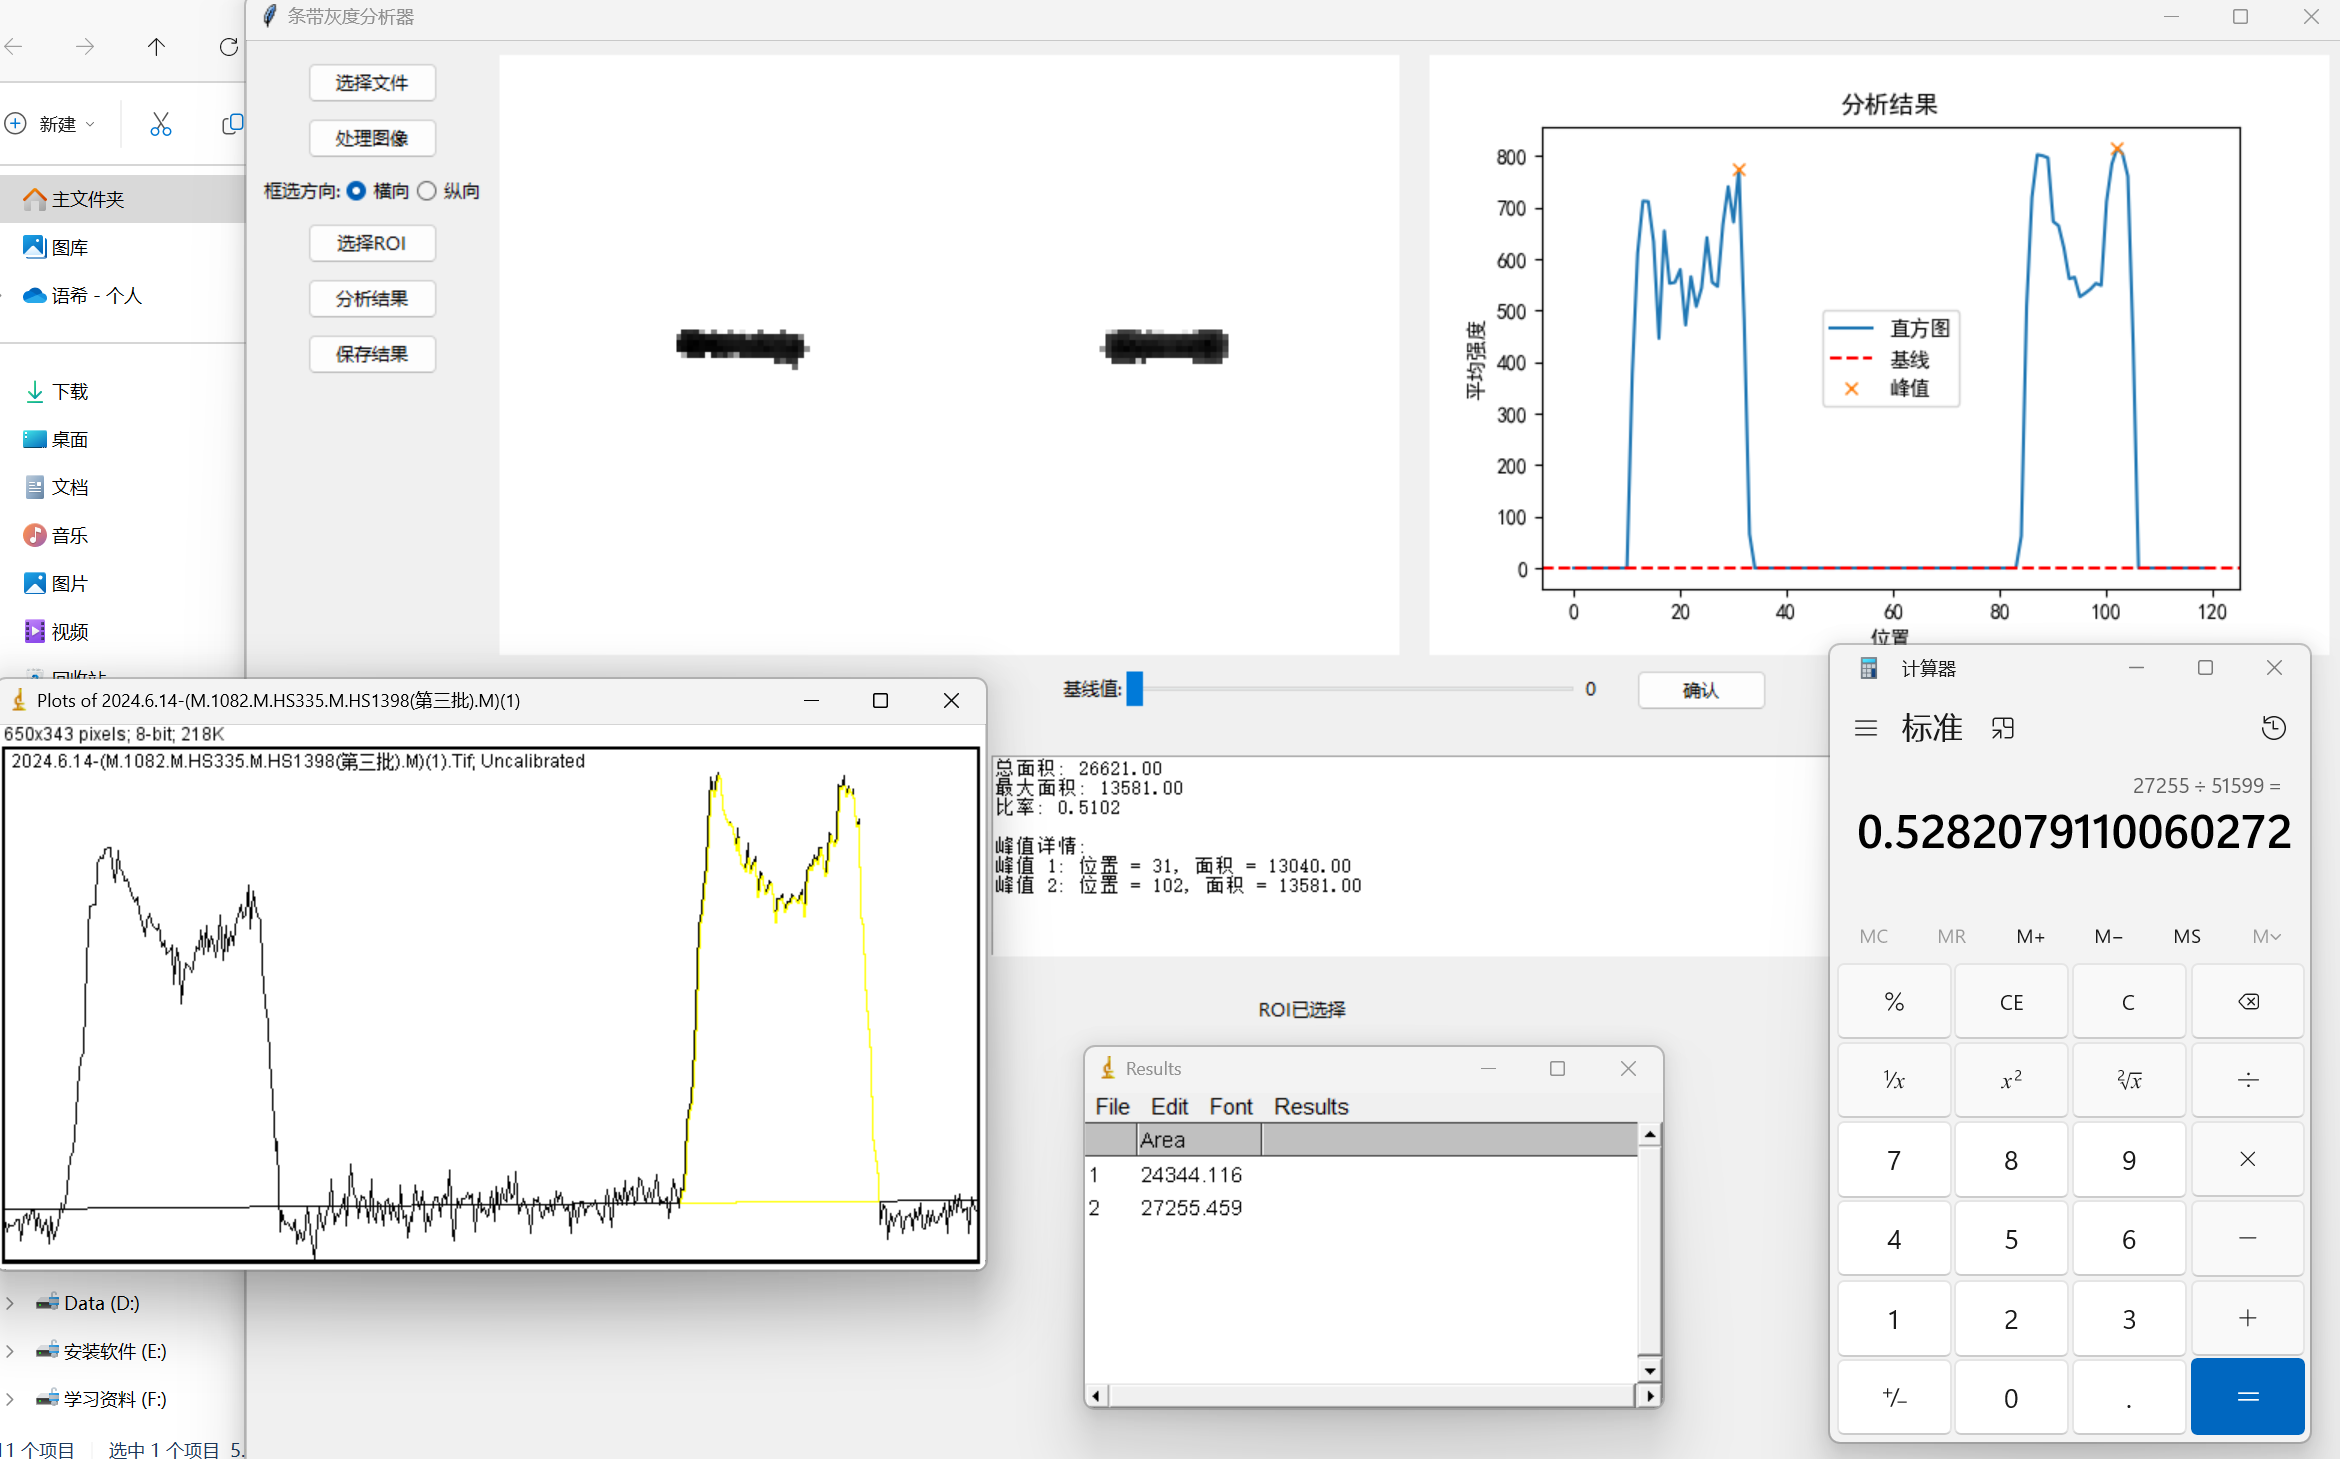 条带灰度分析器
选择文件
处理图像
框选方向: 横向 纵向
选择ROI
分析结果
保存结果
新建
主文件夹
图库
语希 - 个人
下载
桌面
文档
音乐
图片
视频
分析结果
平均强度
800
700
600
500
400
300
200
100
0
直方图
基线
峰值
0 20 40 60 80 100 120
位置
基线值: 0 确认
Plots of 2024.6.14-(M.1082.M.HS335.M.HS1398(第三批).M)(1)
650x343 pixels; 8-bit; 218K
2024.6.14-(M.1082.M.HS335.M.HS1398(第三批).M)(1).Tif; Uncalibrated
总面积: 26621.00
最大面积: 13581.00
比率: 0.5102
峰值详情:
峰值 1: 位置 = 31, 面积 = 13040.00
峰值 2: 位置 = 102, 面积 = 13581.00
ROI已选择
Results
File Edit Font Results
Area
1 24344.116
2 27255.459
计算器
标准
27255 ÷ 51599 =
0.5282079110060272
MC MR M+ M− MS M
% CE C
¹/x x² ²√x ÷
7 8 9 ×
4 5 6 −
1 2 3 +
+/− 0 . =
Data (D:)
安装软件 (E:)
学习资料 (F:)
11 个项目 选中 1 个项目 5.